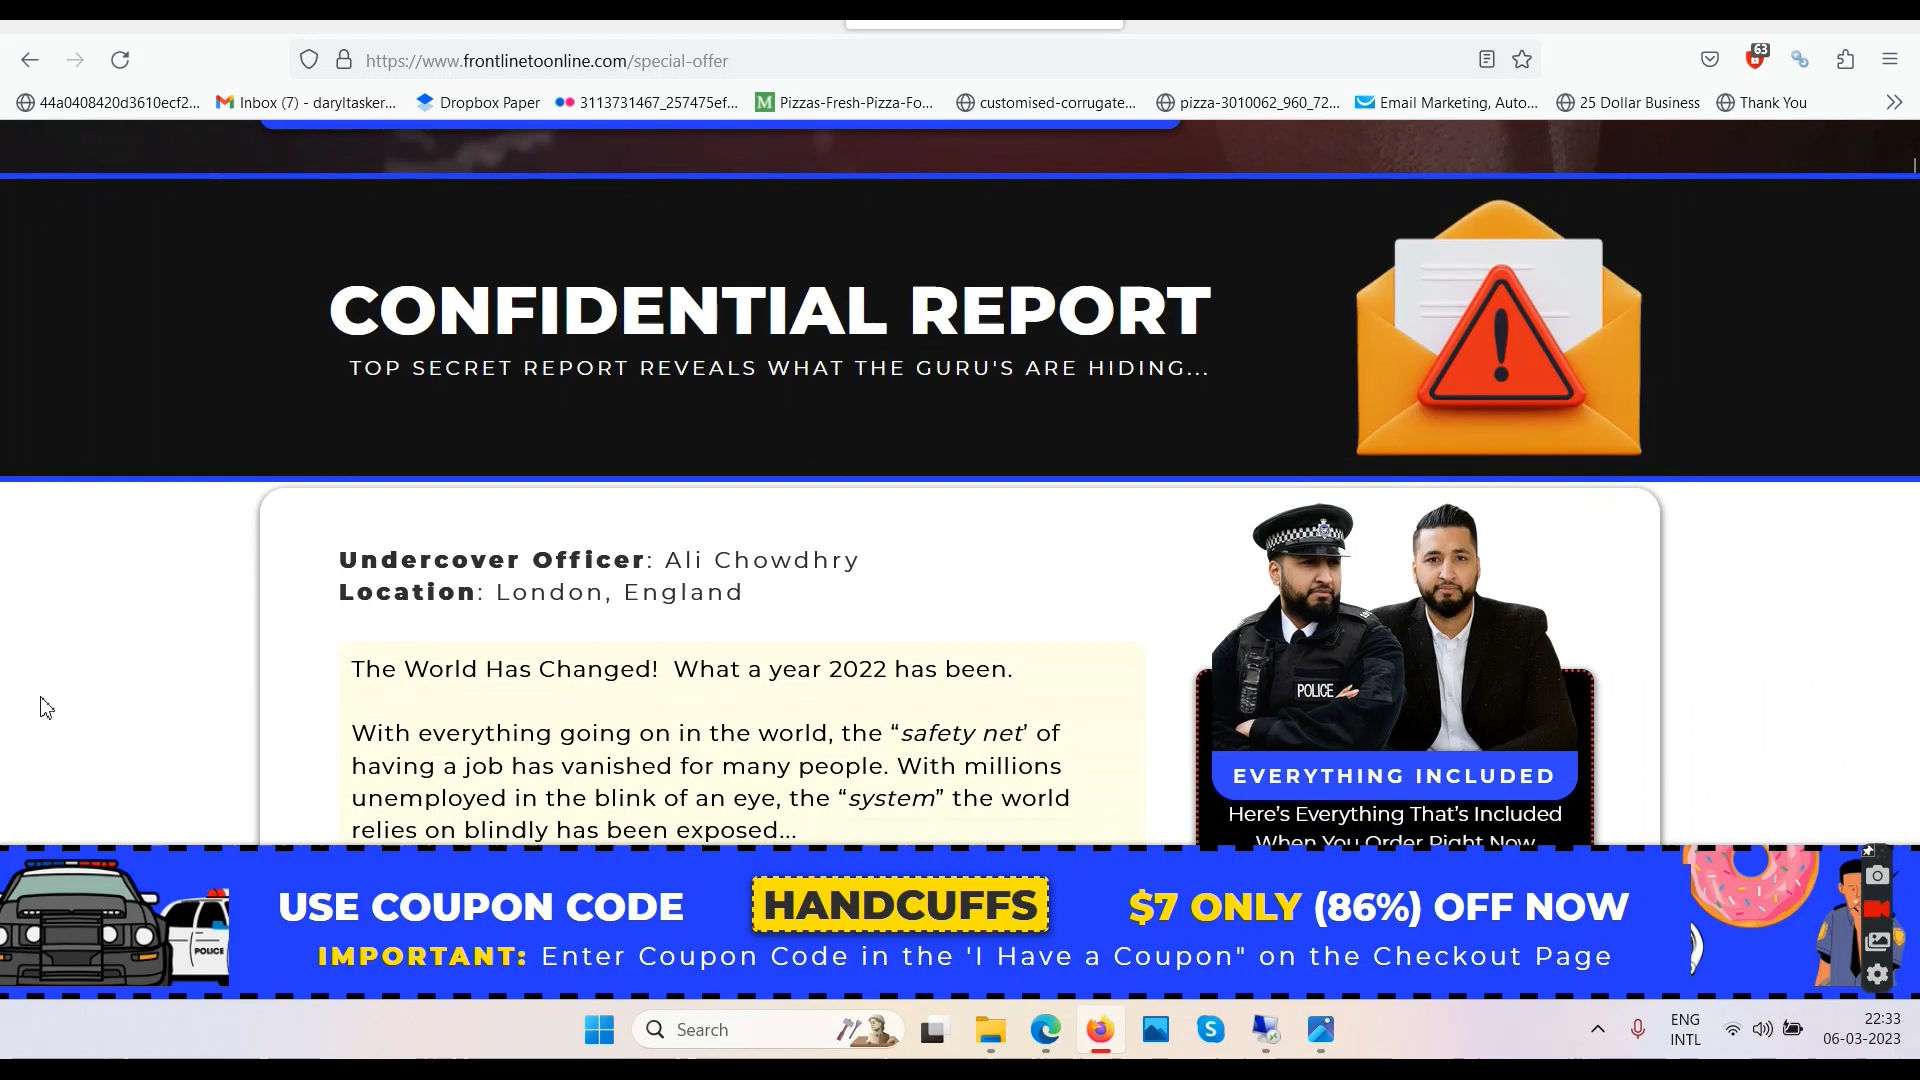 https://www.frontlinetoonline.com/special-offer
63
44a0408420d3610ecf2...
Inbox (7) - daryltasker...
Dropbox Paper
3113731467_257475ef...
M
Pizzas-Fresh-Pizza-Fo...
customised-corrugate...
pizza-3010062_960_72...
Email Marketing, Auto...
25 Dollar Business
Thank You
CONFIDENTIAL REPORT
TOP SECRET REPORT REVEALS WHAT THE GURU'S ARE HIDING...
Undercover Officer: Ali Chowdhry
Location: London, England
The World Has Changed!  What a year 2022 has been.
With everything going on in the world, the “safety net’ of
having a job has vanished for many people. With millions
unemployed in the blink of an eye, the “system” the world
relies on blindly has been exposed...
POLICE
EVERYTHING INCLUDED
Here’s Everything That’s Included
When You Order Right Now
USE COUPON CODE
HANDCUFFS
$7 ONLY (86%) OFF NOW
IMPORTANT: Enter Coupon Code in the 'I Have a Coupon" on the Checkout Page
POLICE
Search
ENG
INTL
22:33
06-03-2023